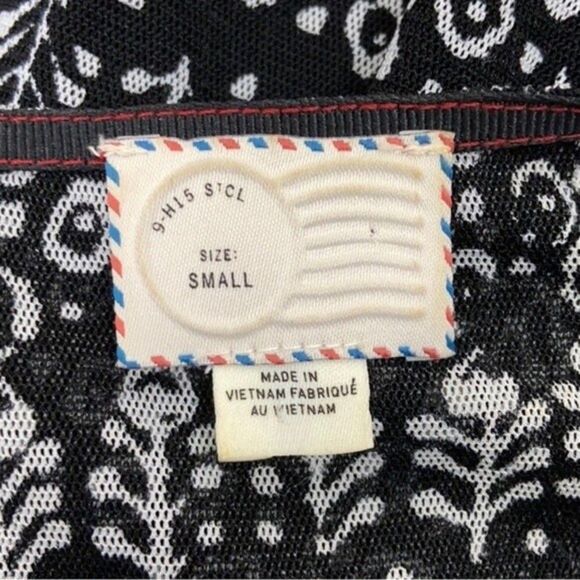 9-H15 STCL
SIZE:
SMALL
MADE IN
VIETNAM FABRIQUÉ
AU VIETNAM